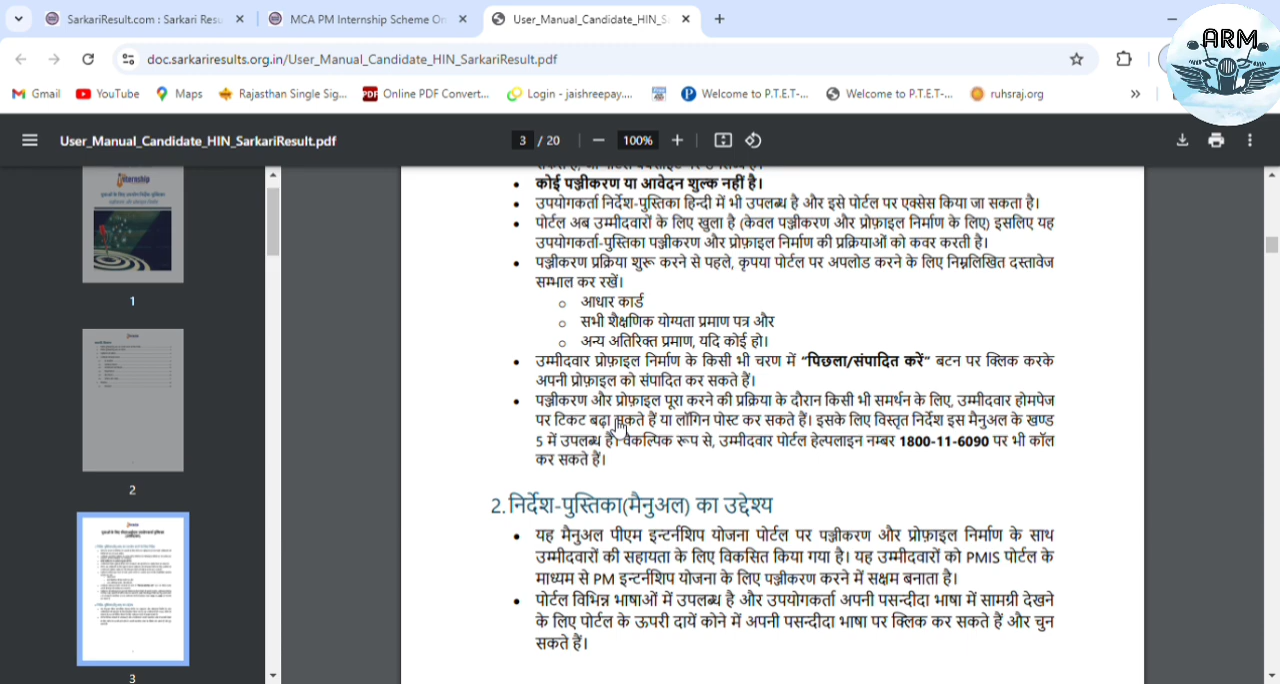 SarkariResult.com : Sarkari Resu
MCA PM Internship Scheme On
User_Manual_Candidate_HIN_S
ARM
doc.sarkariresults.org.in/User_Manual_Candidate_HIN_SarkariResult.pdf
Gmail
YouTube
Maps
Rajasthan Single Sig...
PDF
Online PDF Convert...
Login - jaishreepay....
Welcome to P.T.E.T-...
Welcome to P.T.E.T-...
ruhsraj.org
User_Manual_Candidate_HIN_SarkariResult.pdf
3 / 20
100%
internship
1
2
3
• कोई पञ्जीकरण या आवेदन शुल्क नहीं है।
• उपयोगकर्ता निर्देश-पुस्तिका हिन्दी में भी उपलब्ध है और इसे पोर्टल पर एक्सेस किया जा सकता है।
• पोर्टल अब उम्मीदवारों के लिए खुला है (केवल पञ्जीकरण और प्रोफ़ाइल निर्माण के लिए) इसलिए यह
उपयोगकर्ता-पुस्तिका पञ्जीकरण और प्रोफ़ाइल निर्माण की प्रक्रियाओं को कवर करती है।
• पञ्जीकरण प्रक्रिया शुरू करने से पहले, कृपया पोर्टल पर अपलोड करने के लिए निम्नलिखित दस्तावेज
सम्भाल कर रखें।
○ आधार कार्ड
○ सभी शैक्षणिक योग्यता प्रमाण पत्र और
○ अन्य अतिरिक्त प्रमाण, यदि कोई हो।
• उम्मीदवार प्रोफ़ाइल निर्माण के किसी भी चरण में “पिछला/संपादित करें” बटन पर क्लिक करके
अपनी प्रोफ़ाइल को संपादित कर सकते हैं।
• पञ्जीकरण और प्रोफ़ाइल पूरा करने की प्रक्रिया के दौरान किसी भी समर्थन के लिए, उम्मीदवार होमपेज
पर टिकट बढ़ा सकते हैं या लॉगिन पोस्ट कर सकते हैं। इसके लिए विस्तृत निर्देश इस मैनुअल के खण्ड
5 में उपलब्ध है। वैकल्पिक रूप से, उम्मीदवार पोर्टल हेल्पलाइन नम्बर 1800-11-6090 पर भी कॉल
कर सकते हैं।
2. निर्देश-पुस्तिका(मैनुअल) का उद्देश्य
• यह मैनुअल पीएम इन्टर्नशिप योजना पोर्टल पर पञ्जीकरण और प्रोफ़ाइल निर्माण के साथ
उम्मीदवारों की सहायता के लिए विकसित किया गया है। यह उम्मीदवारों को PMIS पोर्टल के
माध्यम से PM इन्टर्नशिप योजना के लिए पञ्जीकरण करने में सक्षम बनाता है।
• पोर्टल विभिन्न भाषाओं में उपलब्ध है और उपयोगकर्ता अपनी पसन्दीदा भाषा में सामग्री देखने
के लिए पोर्टल के ऊपरी दायें कोने में अपनी पसन्दीदा भाषा पर क्लिक कर सकते हैं और चुन
सकते हैं।